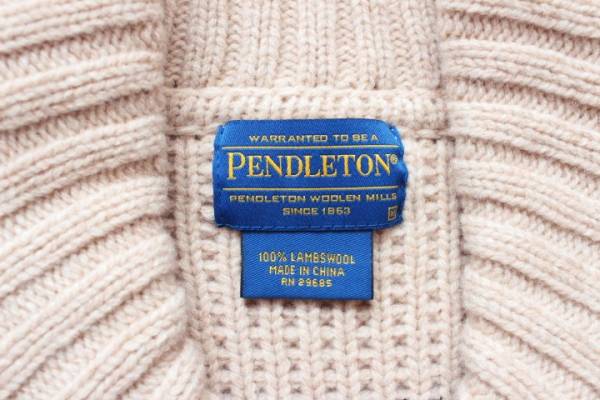 WARRANTED TO BE A
PENDLETON®
PENDLETON WOOLEN MILLS
SINCE 1863
M
100% LAMBSWOOL
MADE IN CHINA
RN 29685